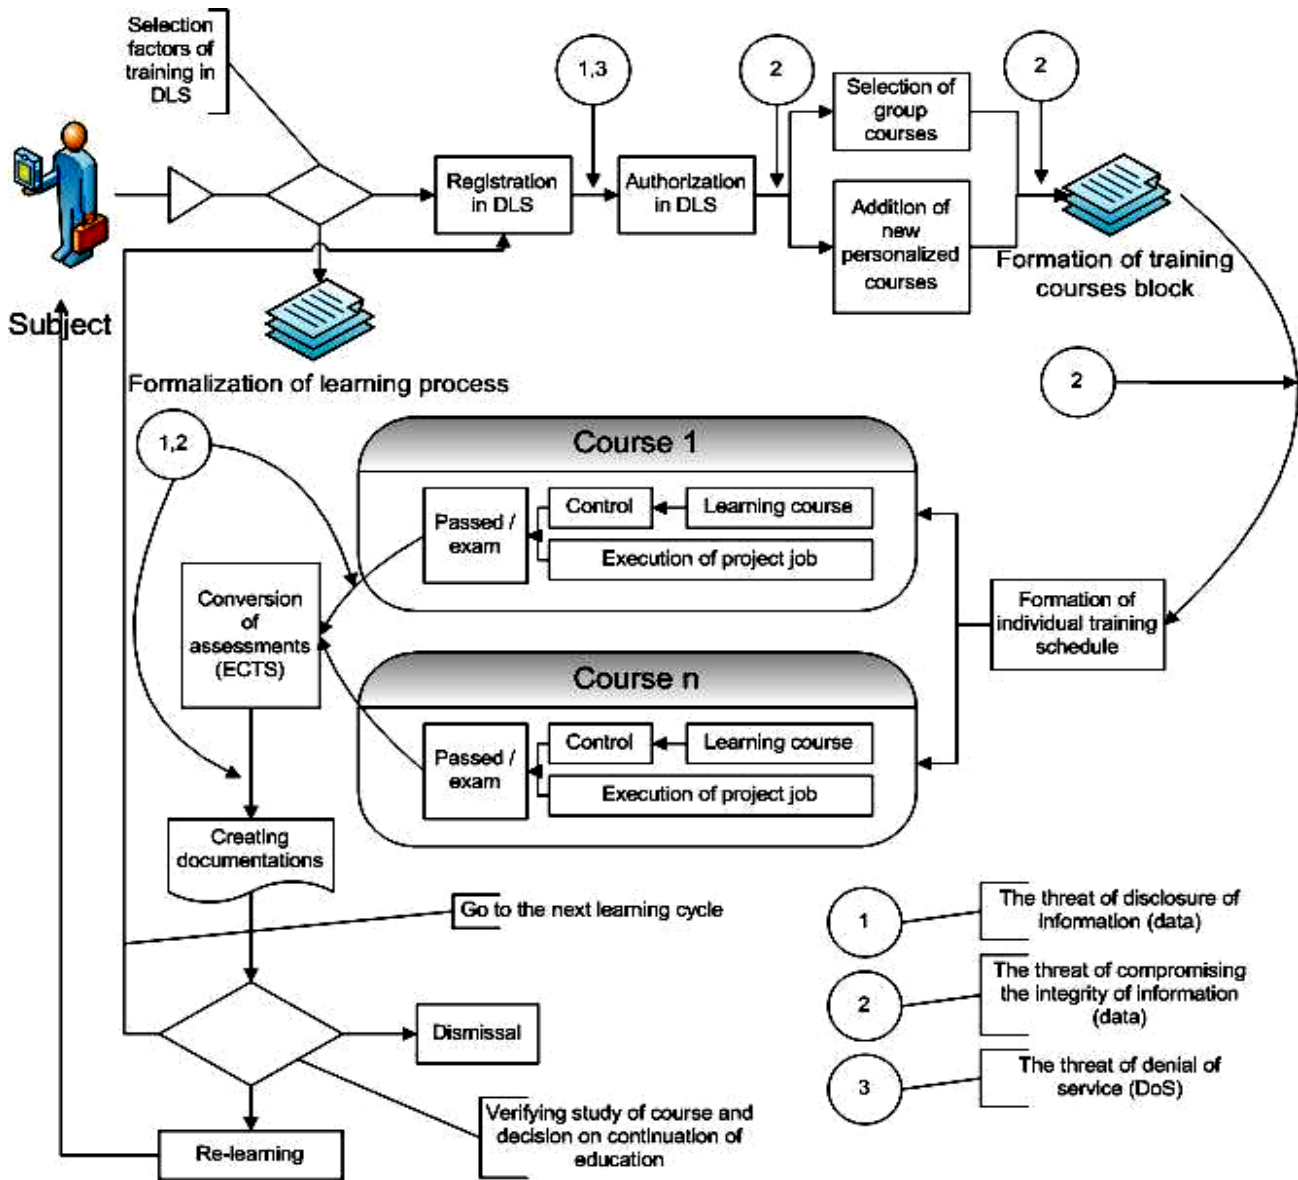 Selection
factors of
training in
DLS
1,3
2
2
Selection of
group
courses
Registration
in DLS
Authorization
in DLS
Addition of
new
personalized
courses
Formation of training
courses block
Subject
Formalization of learning process
2
1,2
Course 1
Passed /
exam
Control
Learning course
Execution of project job
Conversion
of
assessments
(ECTS)
Formation of
individual training
schedule
Course n
Passed /
exam
Control
Learning course
Execution of project job
Creating
documentations
Go to the next learning cycle
1
The threat of disclosure of
information (data)
2
The threat of compromising
the integrity of information
(data)
Dismissal
3
The threat of denial of
service (DoS)
Verifying study of course and
decision on continuation of
education
Re-learning